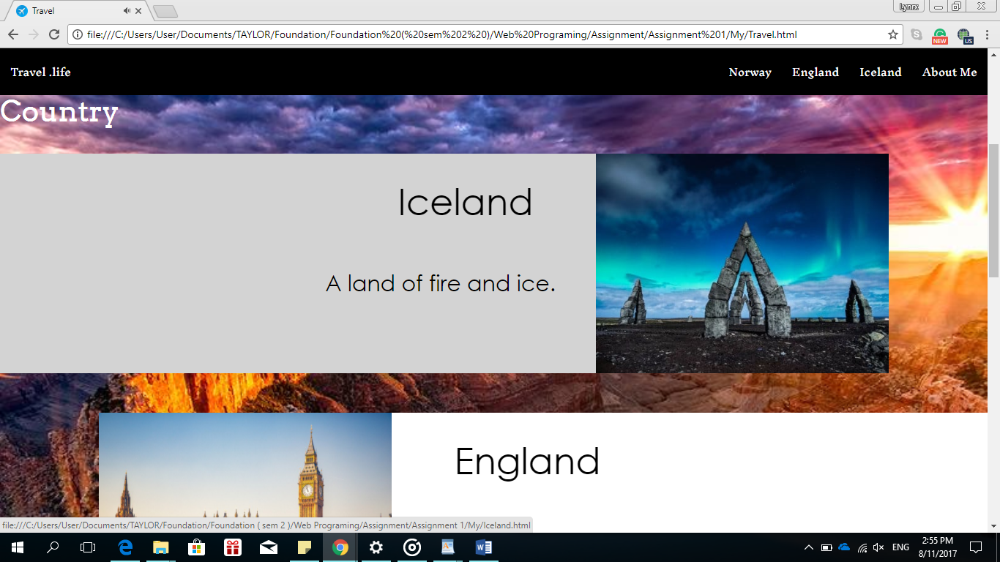 Travel
Lynrx
file:///C:/Users/User/Documents/TAYLOR/Foundation/Foundation%20(%20sem%202%20)/Web%20Programing/Assignment/Assignment%201/My/Travel.html
NEW
US
Travel .life
Norway England Iceland About Me
Country
Iceland
A land of fire and ice.
England
file:///C:/Users/User/Documents/TAYLOR/Foundation/Foundation ( sem 2 )/Web Programing/Assignment/Assignment 1/My/Iceland.html
ENG
2:55 PM
8/11/2017